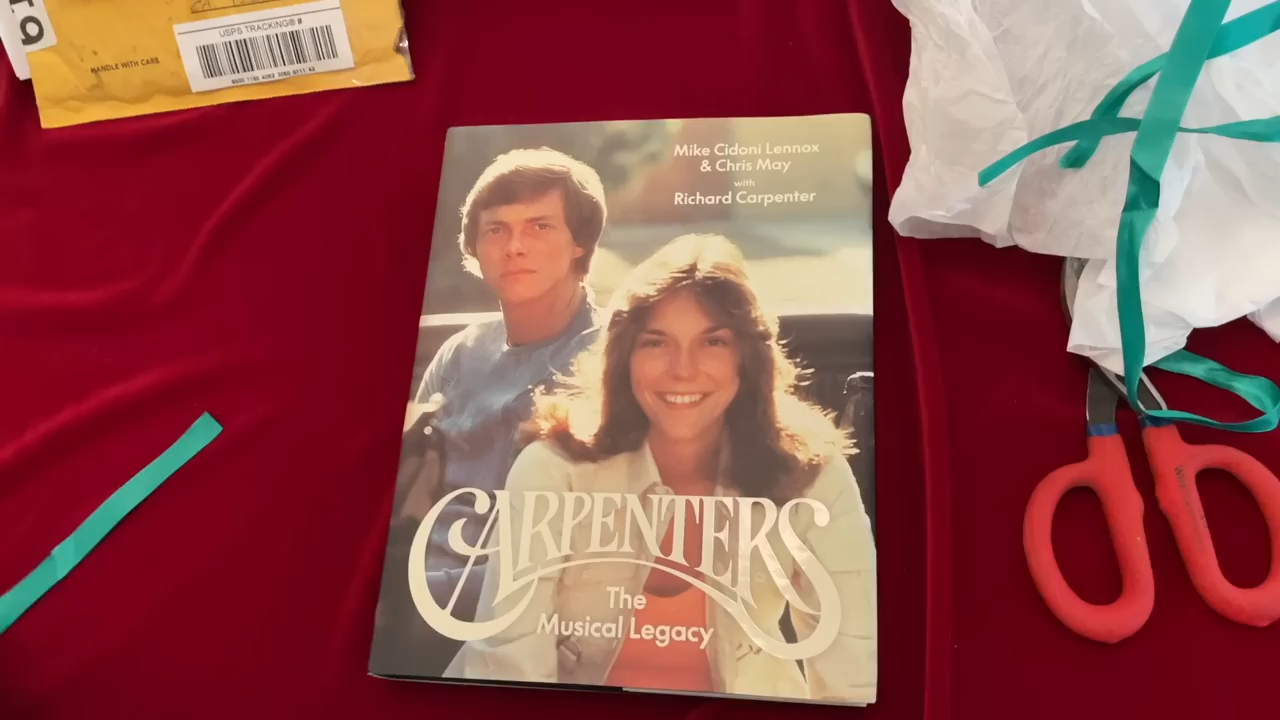 USPS TRACKING® #
HANDLE WITH CARE
Mike Cidoni Lennox
& Chris May
with
Richard Carpenter
CARPENTERS
The
Musical Legacy